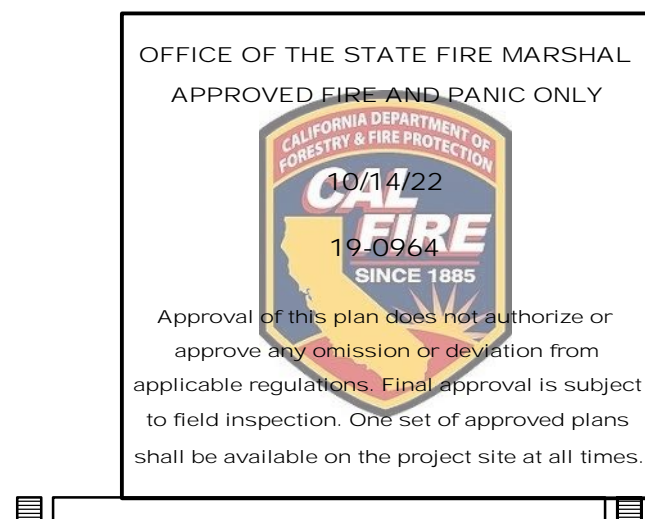 OFFICE OF THE STATE FIRE MARSHAL
APPROVED FIRE AND PANIC ONLY
CALIFORNIA DEPARTMENT OF
FORESTRY & FIRE PROTECTION
10/14/22
CAL
19-0964
FIRE
SINCE 1885
Approval of this plan does not authorize or
approve any omission or deviation from
applicable regulations. Final approval is subject
to field inspection. One set of approved plans
shall be available on the project site at all times.